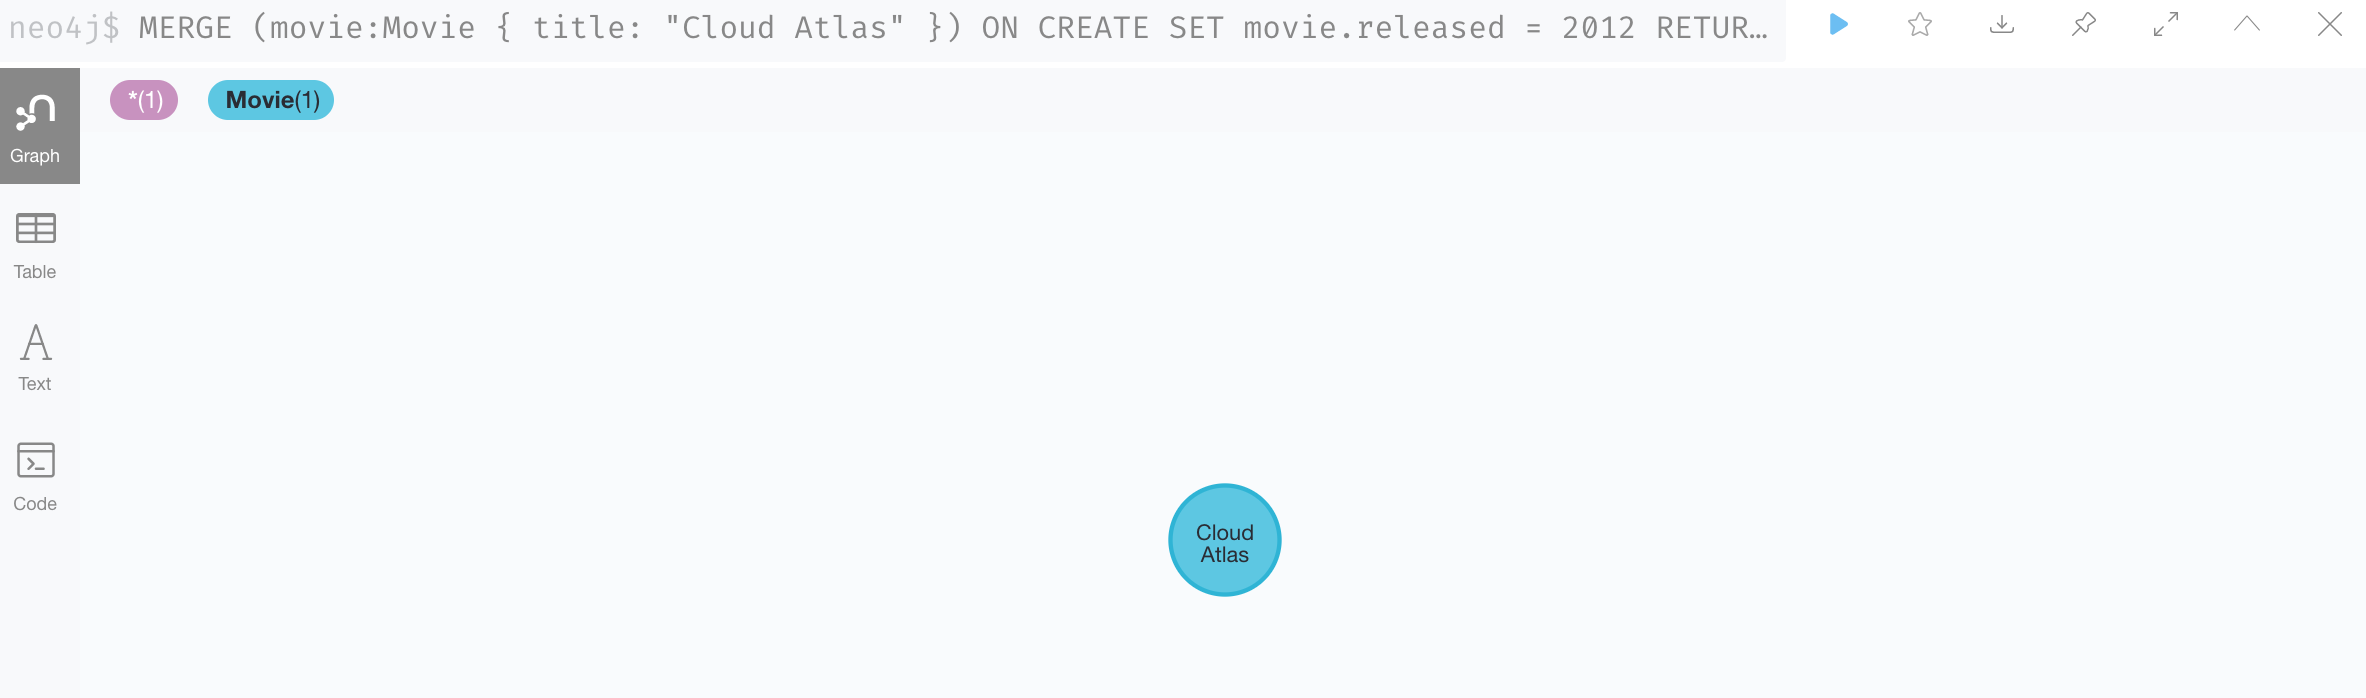 neo4j$ MERGE (movie:Movie { title: "Cloud Atlas" }) ON CREATE SET movie.released = 2012 RETUR…
*(1) Movie(1)
Graph
Table
Text
Code
Cloud
Atlas